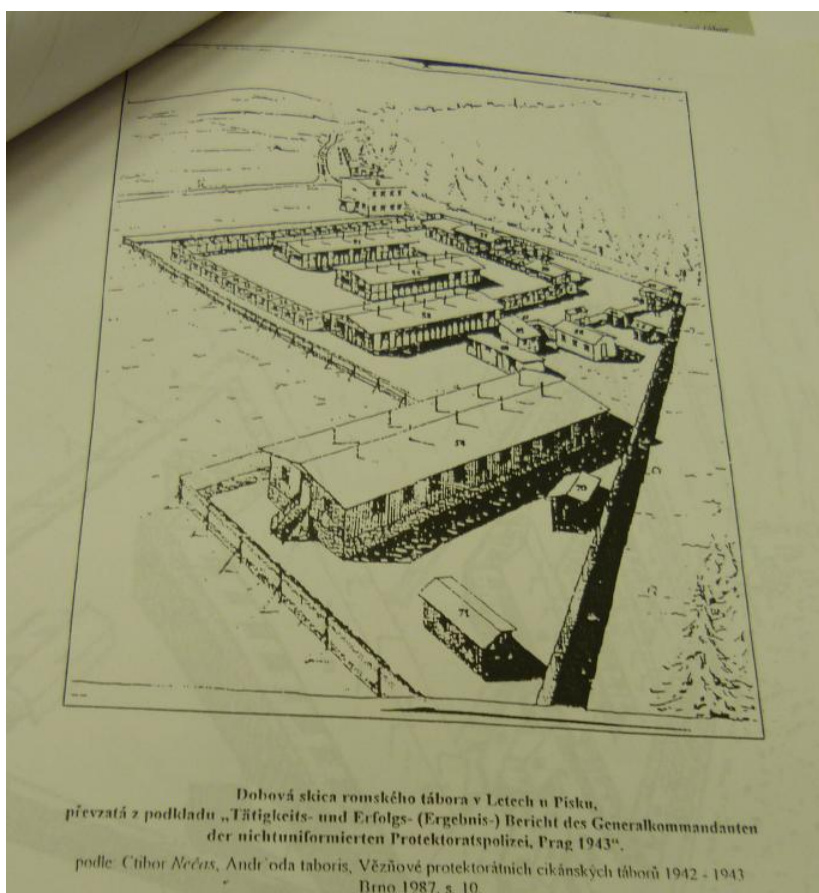 Dobová skica romského tábora v Letech u Písku,
převzatá z podkladu „Tätigkeits- und Erfolgs- (Ergebnis-) Bericht des Generalkommandanten
der nichtuniformierten Protektoratspolizei, Prag 1943“.
podle: Ctibor Nečas, Andr´oda taboris, Vězňové protektorátních cikánských táborů 1942 - 1943
Brno 1987, s. 10.